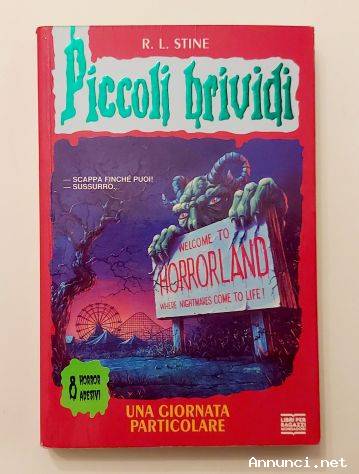 R. L. STINE
Piccoli brividi
— SCAPPA FINCHÉ PUOI!
— SUSSURRO.
WELCOME TO
HORRORLAND
WHERE NIGHTMARES COME TO LIFE!
8 HORROR
ADESIVI
UNA GIORNATA
PARTICOLARE
LIBRI PER
RAGAZZI
MONDADORI
Annunci.net